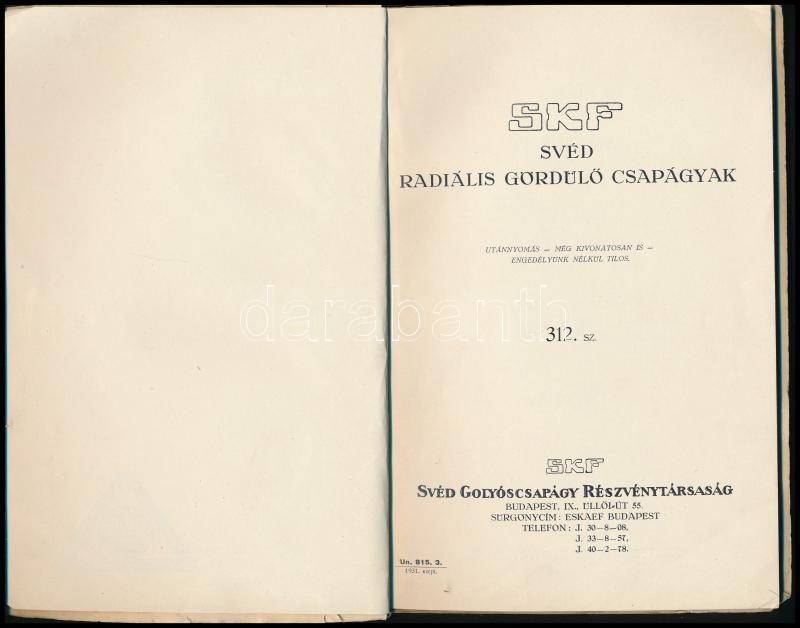 SKF
SVÉD
RADIÁLIS GÖRDÜLŐ CSAPÁGYAK
UTÁNNYOMÁS — MÉG KIVONATOSAN IS —
ENGEDÉLYÜNK NÉLKÜL TILOS.
darabanth
312. SZ.
SKF
SVÉD GOLYÓSCSAPÁGY RÉSZVÉNYTÁRSASÁG
BUDAPEST, IX., ÜLLŐI-ÚT 55.
SÜRGÖNYCÍM: ESKAEF BUDAPEST
TELEFON: J. 30—8—08,
J. 33—8—57,
J. 40—2—78.
Un. 815. 3.
1931. szept.